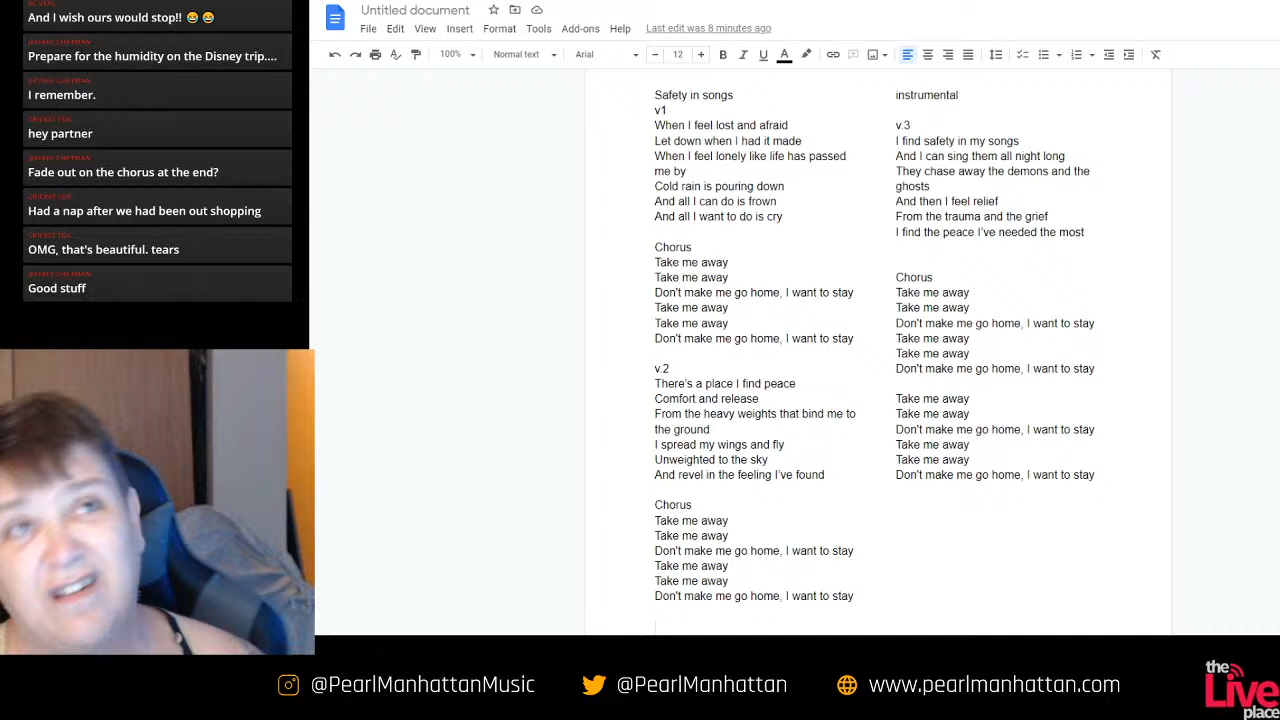 And I wish ours would stop!! 😂 😂
JEFFREY CHATMAN
Prepare for the humidity on the Disney trip....
JEFFREY CHATMAN
I remember.
CRICKET FOX
hey partner
JEFFREY CHATMAN
Fade out on the chorus at the end?
CRICKET FOX
Had a nap after we had been out shopping
CRICKET FOX
OMG, that's beautiful. tears
JEFFREY CHATMAN
Good stuff
Untitled document
File Edit View Insert Format Tools Add-ons Help Last edit was 8 minutes ago
100% Normal text Arial 12 B I U A
Safety in songs
v1
When I feel lost and afraid
Let down when I had it made
When I feel lonely like life has passed
me by
Cold rain is pouring down
And all I can do is frown
And all I want to do is cry
Chorus
Take me away
Take me away
Don't make me go home, I want to stay
Take me away
Take me away
Don't make me go home, I want to stay
v.2
There's a place I find peace
Comfort and release
From the heavy weights that bind me to
the ground
I spread my wings and fly
Unweighted to the sky
And revel in the feeling I've found
Chorus
Take me away
Take me away
Don't make me go home, I want to stay
Take me away
Take me away
Don't make me go home, I want to stay
instrumental
v.3
I find safety in my songs
And I can sing them all night long
They chase away the demons and the
ghosts
And then I feel relief
From the trauma and the grief
I find the peace I've needed the most
Chorus
Take me away
Take me away
Don't make me go home, I want to stay
Take me away
Take me away
Don't make me go home, I want to stay
Take me away
Take me away
Don't make me go home, I want to stay
Take me away
Take me away
Don't make me go home, I want to stay
@PearlManhattanMusic @PearlManhattan www.pearlmanhattan.com
the
Live
place